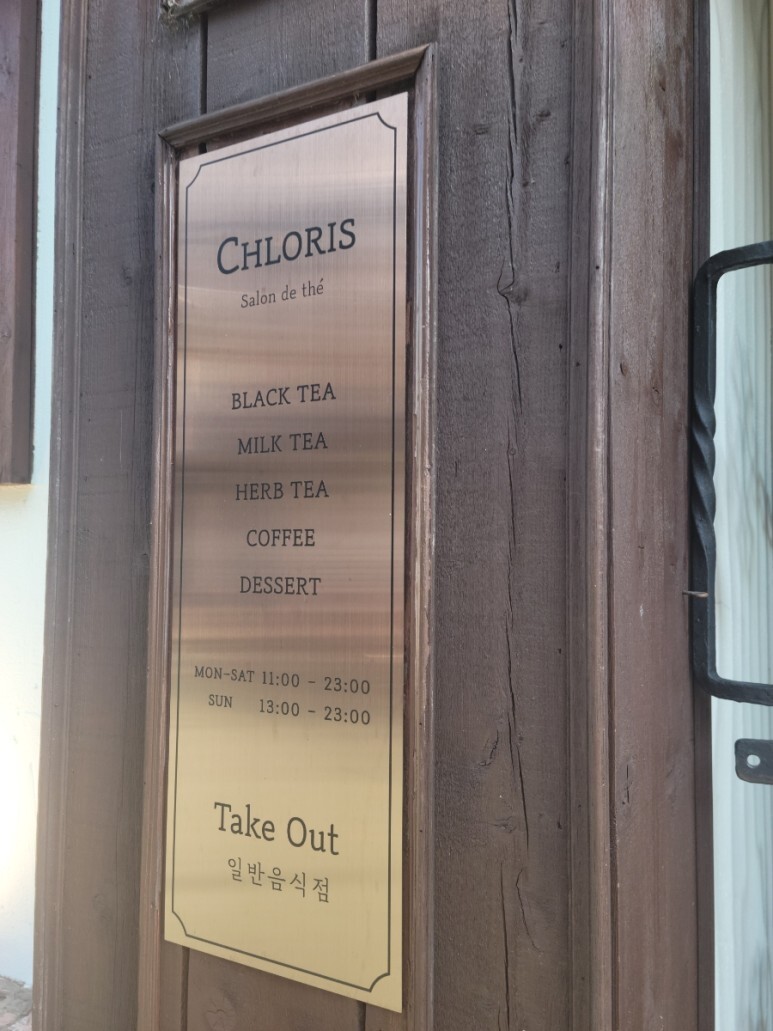 CHLORIS
Salon de thé
BLACK TEA
MILK TEA
HERB TEA
COFFEE
DESSERT
MON-SAT 11:00 - 23:00
SUN 13:00 - 23:00
Take Out
일반음식점